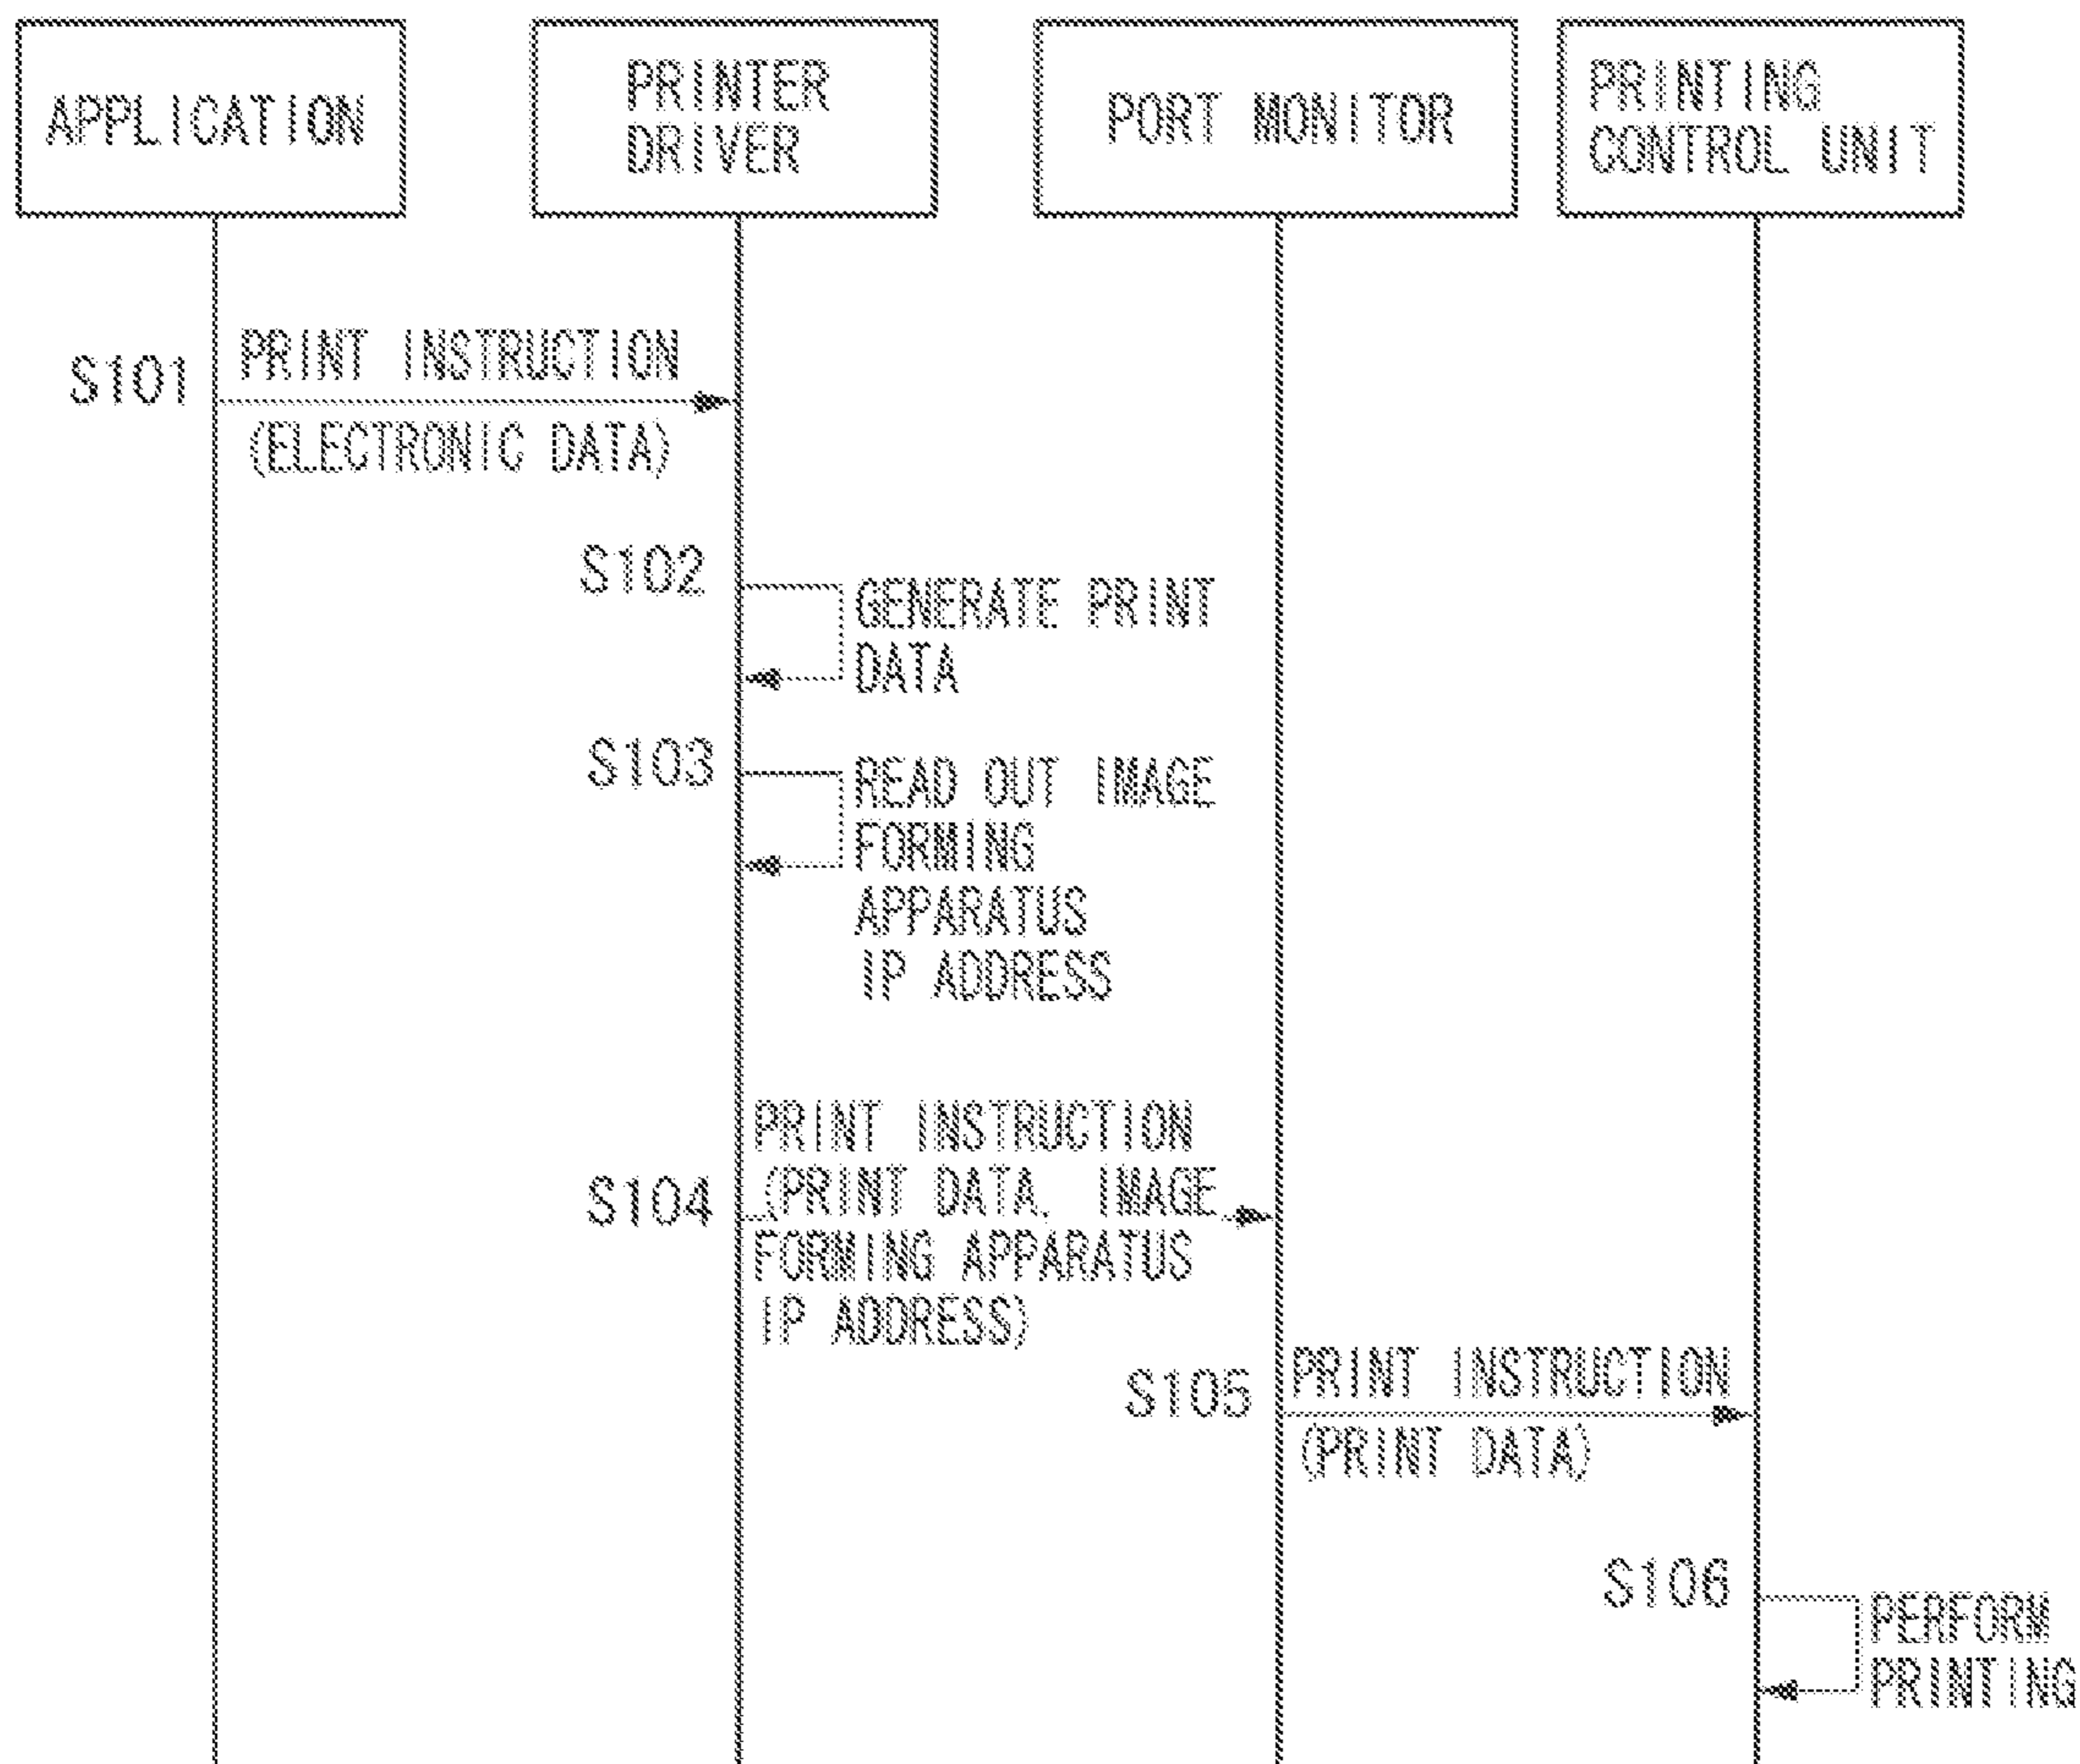 APPLICATION
PRINTER
DRIVER
PORT MONITOR
PRINTING
CONTROL UNIT
S101
PRINT INSTRUCTION
(ELECTRONIC DATA)
S102
GENERATE PRINT
DATA
S103
READ OUT IMAGE
FORMING
APPARATUS
IP ADDRESS
S104
PRINT INSTRUCTION
(PRINT DATA, IMAGE
FORMING APPARATUS
IP ADDRESS)
S105
PRINT INSTRUCTION
(PRINT DATA)
S106
PERFORM
PRINTING